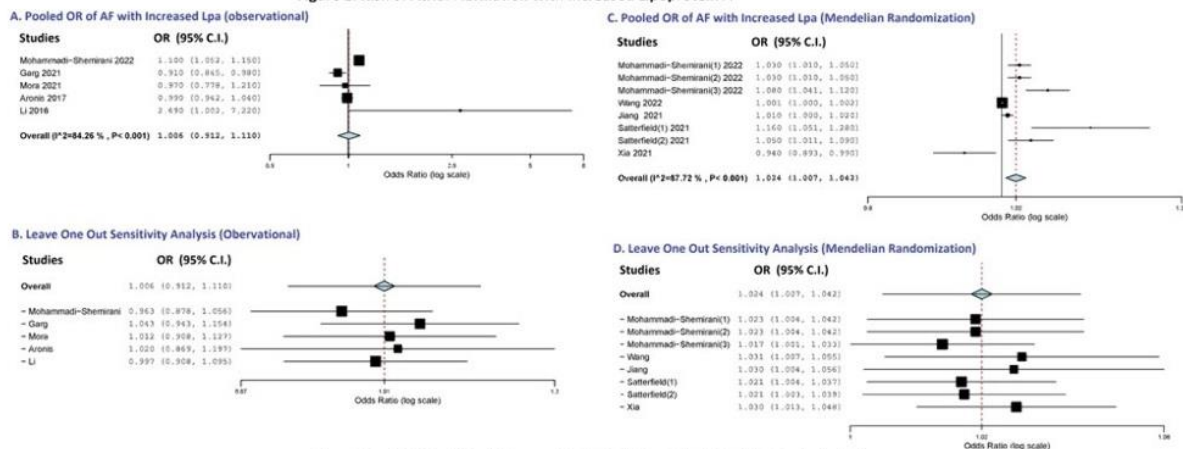 A. Pooled OR of AF with Increased Lpa (observational)
Studies OR (95% C.I.)
Mohammadi-Shemirani 2022 1.100 (1.052, 1.150)
Garg 2021 0.910 (0.845, 0.980)
Mora 2021 0.970 (0.778, 1.210)
Aronis 2017 0.990 (0.942, 1.040)
Li 2016 2.690 (1.002, 7.220)
Overall (I^2=84.26 % , P< 0.001) 1.006 (0.912, 1.110)
Odds Ratio (log scale)
B. Leave One Out Sensitivity Analysis (Obervational)
Studies OR (95% C.I.)
Overall 1.006 (0.912, 1.110)
- Mohammadi-Shemirani 0.963 (0.878, 1.056)
- Garg 1.043 (0.943, 1.154)
- Mora 1.012 (0.908, 1.127)
- Aronis 1.020 (0.869, 1.197)
- Li 0.997 (0.908, 1.095)
0.87 1.01 1.3
Odds Ratio (log scale)
C. Pooled OR of AF with Increased Lpa (Mendelian Randomization)
Studies OR (95% C.I.)
Mohammadi-Shemirani(1) 2022 1.030 (1.010, 1.050)
Mohammadi-Shemirani(2) 2022 1.030 (1.010, 1.050)
Mohammadi-Shemirani(3) 2022 1.080 (1.041, 1.120)
Wang 2022 1.001 (1.000, 1.002)
Jiang 2021 1.010 (1.000, 1.020)
Satterfield(1) 2021 1.160 (1.051, 1.280)
Satterfield(2) 2021 1.050 (1.011, 1.090)
Xia 2021 0.940 (0.893, 0.990)
Overall (I^2=87.72 % , P< 0.001) 1.024 (1.007, 1.042)
1.02
Odds Ratio (log scale)
D. Leave One Out Sensitivity Analysis (Mendelian Randomization)
Studies OR (95% C.I.)
Overall 1.024 (1.007, 1.042)
- Mohammadi-Shemirani(1) 1.023 (1.004, 1.042)
- Mohammadi-Shemirani(2) 1.023 (1.004, 1.042)
- Mohammadi-Shemirani(3) 1.017 (1.001, 1.033)
- Wang 1.031 (1.007, 1.055)
- Jiang 1.030 (1.004, 1.056)
- Satterfield(1) 1.021 (1.004, 1.037)
- Satterfield(2) 1.021 (1.003, 1.039)
- Xia 1.030 (1.013, 1.048)
1 1.02 1.06
Odds Ratio (log scale)